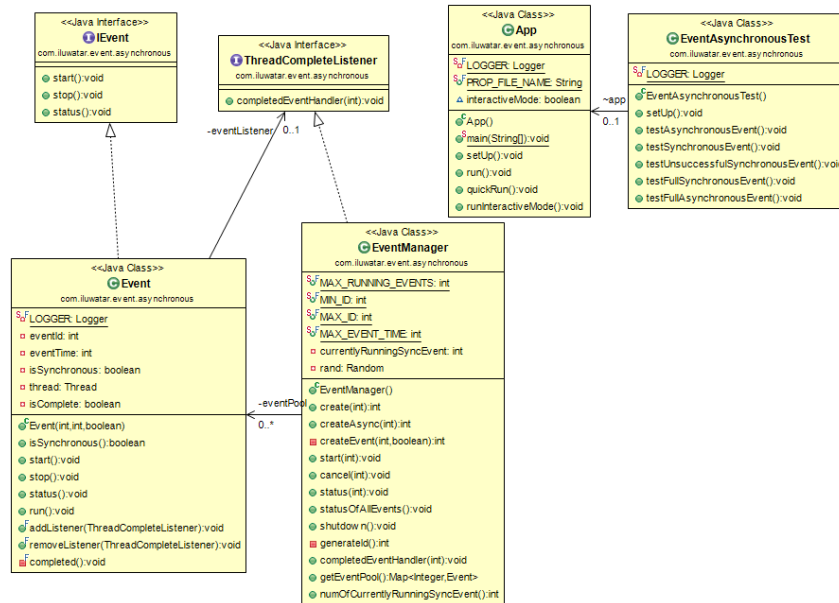 <<Java Interface>>
IEvent
com.iluwatar.event.asynchronous
start():void
stop():void
status():void
<<Java Interface>>
ThreadCompleteListener
com.iluwatar.event.asynchronous
completedEventHandler(int):void
<<Java Class>>
App
com.iluwatar.event.asynchronous
LOGGER: Logger
PROP_FILE_NAME: String
interactiveMode: boolean
App()
main(String[]):void
setUp():void
run():void
quickRun():void
runInteractiveMode():void
~app
0..1
<<Java Class>>
EventAsynchronousTest
com.iluwatar.event.asynchronous
LOGGER: Logger
EventAsynchronousTest()
setUp():void
testAsynchronousEvent():void
testSynchronousEvent():void
testUnsuccessfulSynchronousEvent():void
testFullSynchronousEvent():void
testFullAsynchronousEvent():void
-eventListener
0..1
<<Java Class>>
Event
com.iluwatar.event.asynchronous
LOGGER: Logger
eventId: int
eventTime: int
isSynchronous: boolean
thread: Thread
isComplete: boolean
Event(int,int,boolean)
isSynchronous():boolean
start():void
stop():void
status():void
run():void
addListener(ThreadCompleteListener):void
removeListener(ThreadCompleteListener):void
completed():void
-eventPool
0..*
<<Java Class>>
EventManager
com.iluwatar.event.asynchronous
MAX_RUNNING_EVENTS: int
MIN_ID: int
MAX_ID: int
MAX_EVENT_TIME: int
currentlyRunningSyncEvent: int
rand: Random
EventManager()
create(int):int
createAsync(int):int
createEvent(int,boolean):int
start(int):void
cancel(int):void
status(int):void
statusOfAllEvents():void
shutdown():void
generateId():int
completedEventHandler(int):void
getEventPool():Map<Integer,Event>
numOfCurrentlyRunningSyncEvent():int